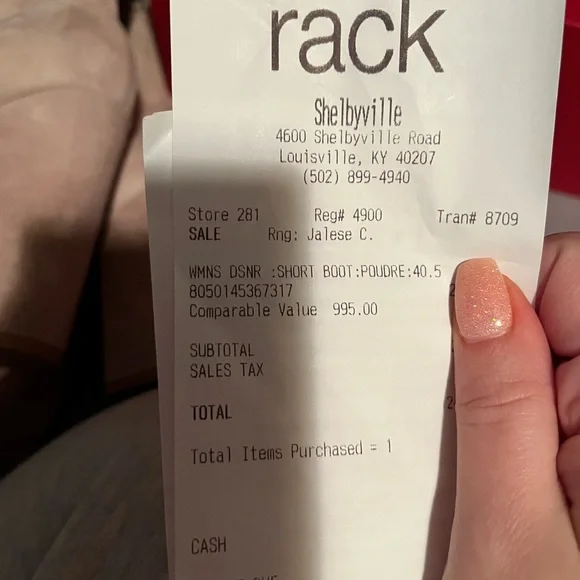 rack
Shelbyville
4600 Shelbyville Road
Louisville, KY 40207
(502) 899-4940
Store 281 Reg# 4900 Tran# 8709
SALE Rng: Jalese C.
WMNS DSNR :SHORT BOOT:POUDRE:40.5
8050145367317
Comparable Value 995.00
SUBTOTAL
SALES TAX
TOTAL
Total Items Purchased = 1
CASH